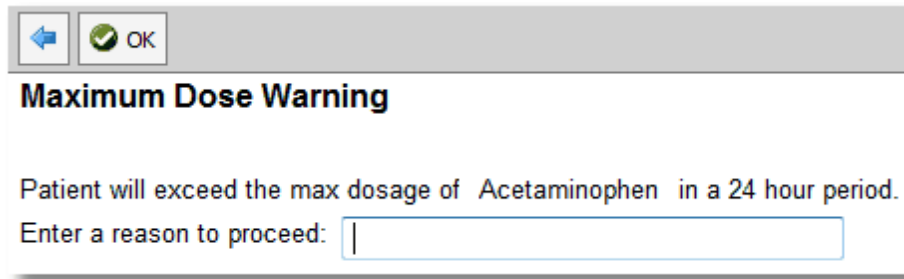 OK
Maximum Dose Warning
Patient will exceed the max dosage of Acetaminophen in a 24 hour period.
Enter a reason to proceed: